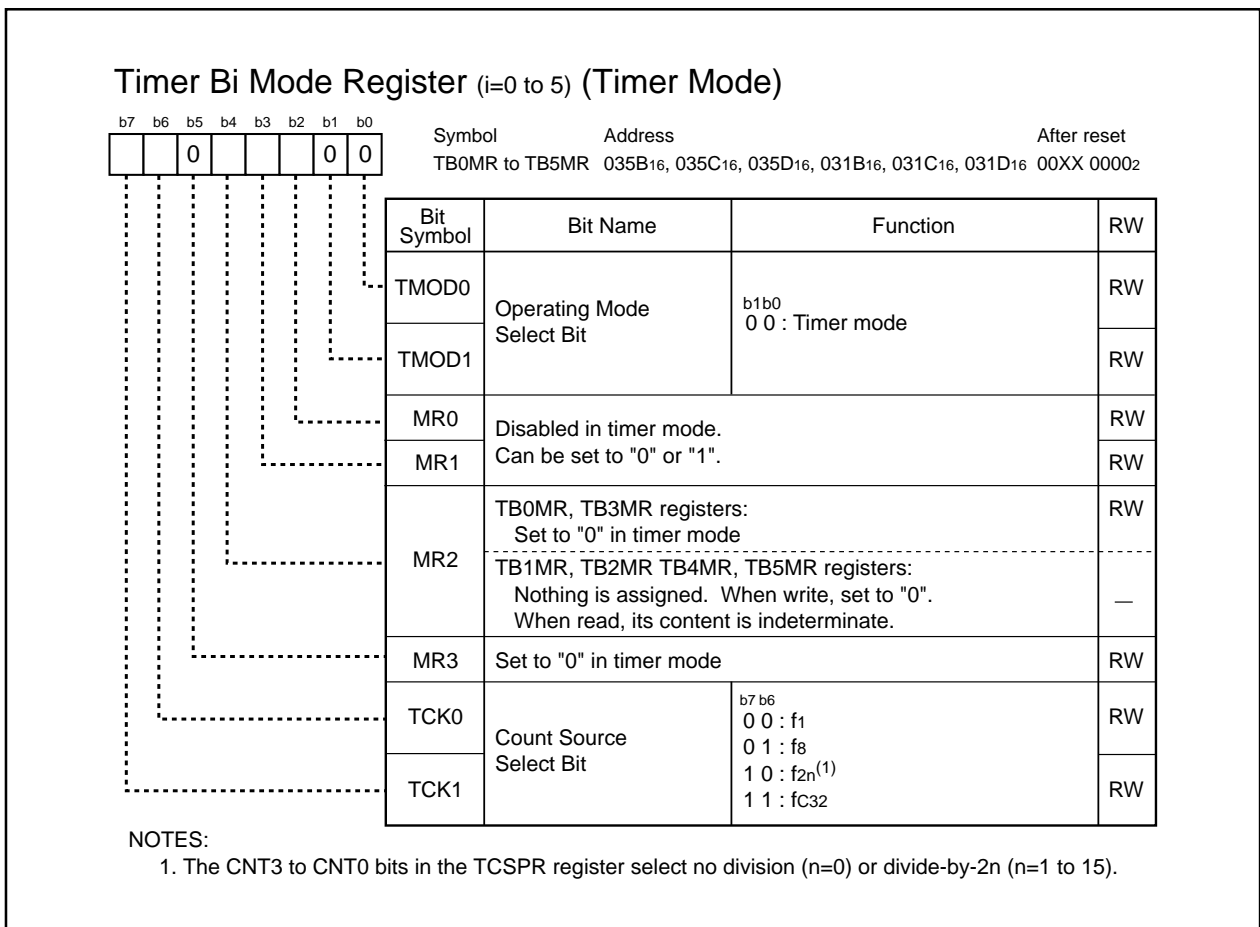 Timer Bi Mode Register (i=0 to 5) (Timer Mode)
b7 b6 b5 b4 b3 b2 b1 b0
0 0 0
Symbol Address After reset
TB0MR to TB5MR 035B16, 035C16, 035D16, 031B16, 031C16, 031D16 00XX 00002
Bit Symbol Bit Name Function RW
TMOD0 RW
Operating Mode
Select Bit
b1b0
0 0 : Timer mode
TMOD1 RW
MR0 RW
Disabled in timer mode.
Can be set to "0" or "1".
MR1 RW
MR2
TB0MR, TB3MR registers: RW
Set to "0" in timer mode
TB1MR, TB2MR TB4MR, TB5MR registers:
Nothing is assigned. When write, set to "0". —
When read, its content is indeterminate.
MR3 Set to "0" in timer mode RW
TCK0 RW
Count Source
Select Bit
b7 b6
0 0 : f1
0 1 : f8
1 0 : f2n(1)
1 1 : fC32
TCK1 RW
NOTES:
1. The CNT3 to CNT0 bits in the TCSPR register select no division (n=0) or divide-by-2n (n=1 to 15).